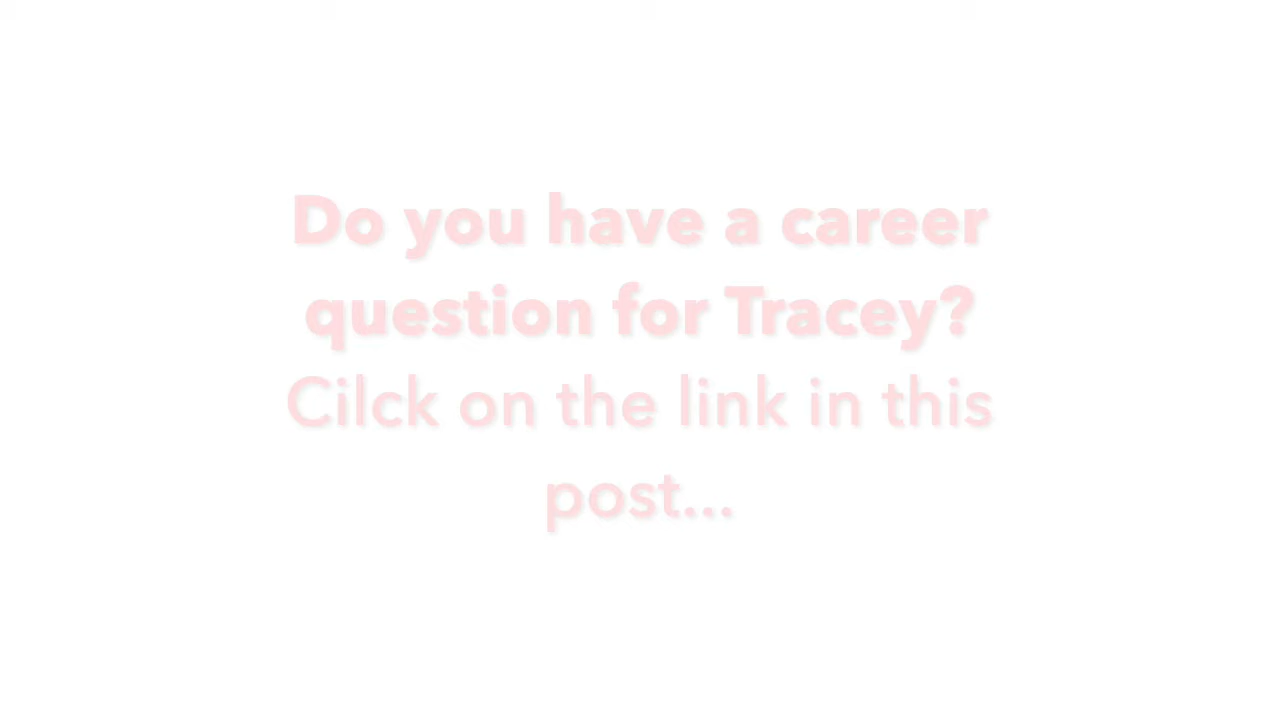 Do you have a career
question for Tracey?
Cilck on the link in this
post...